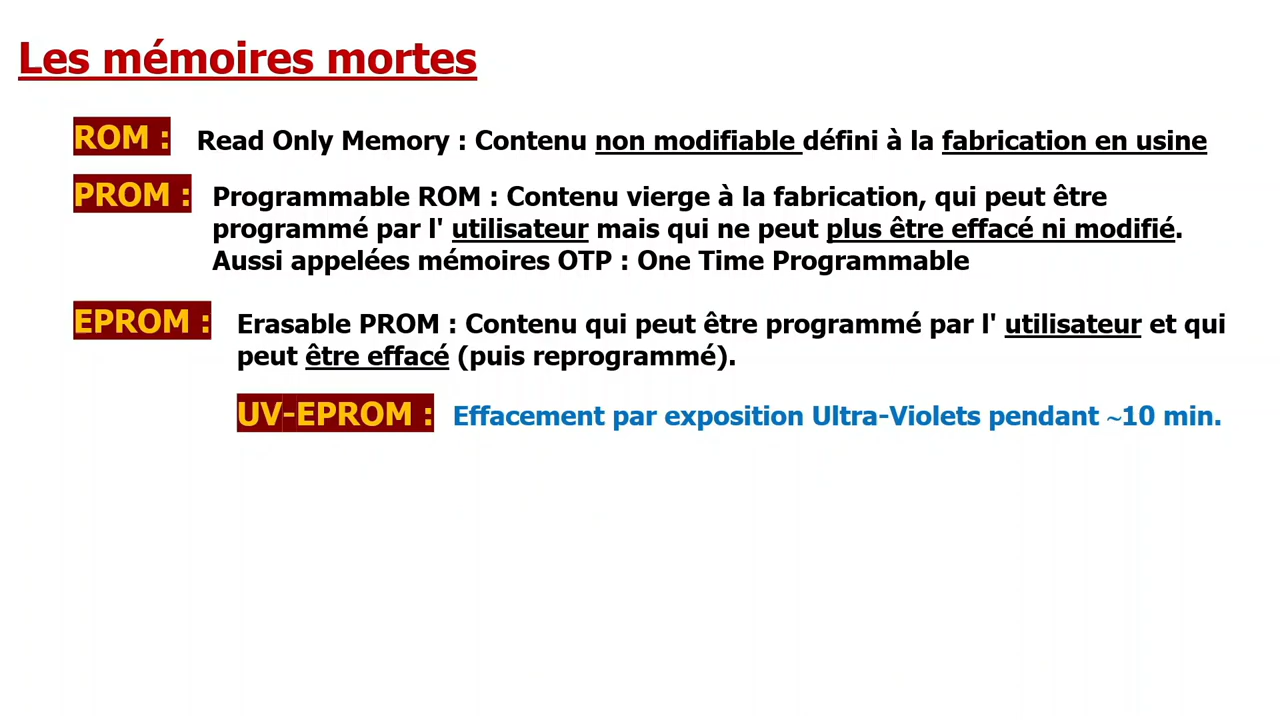 Les mémoires mortes
ROM : Read Only Memory : Contenu non modifiable défini à la fabrication en usine
PROM : Programmable ROM : Contenu vierge à la fabrication, qui peut être
programmé par l' utilisateur mais qui ne peut plus être effacé ni modifié.
Aussi appelées mémoires OTP : One Time Programmable
EPROM : Erasable PROM : Contenu qui peut être programmé par l' utilisateur et qui
peut être effacé (puis reprogrammé).
UV-EPROM : Effacement par exposition Ultra-Violets pendant ~10 min.